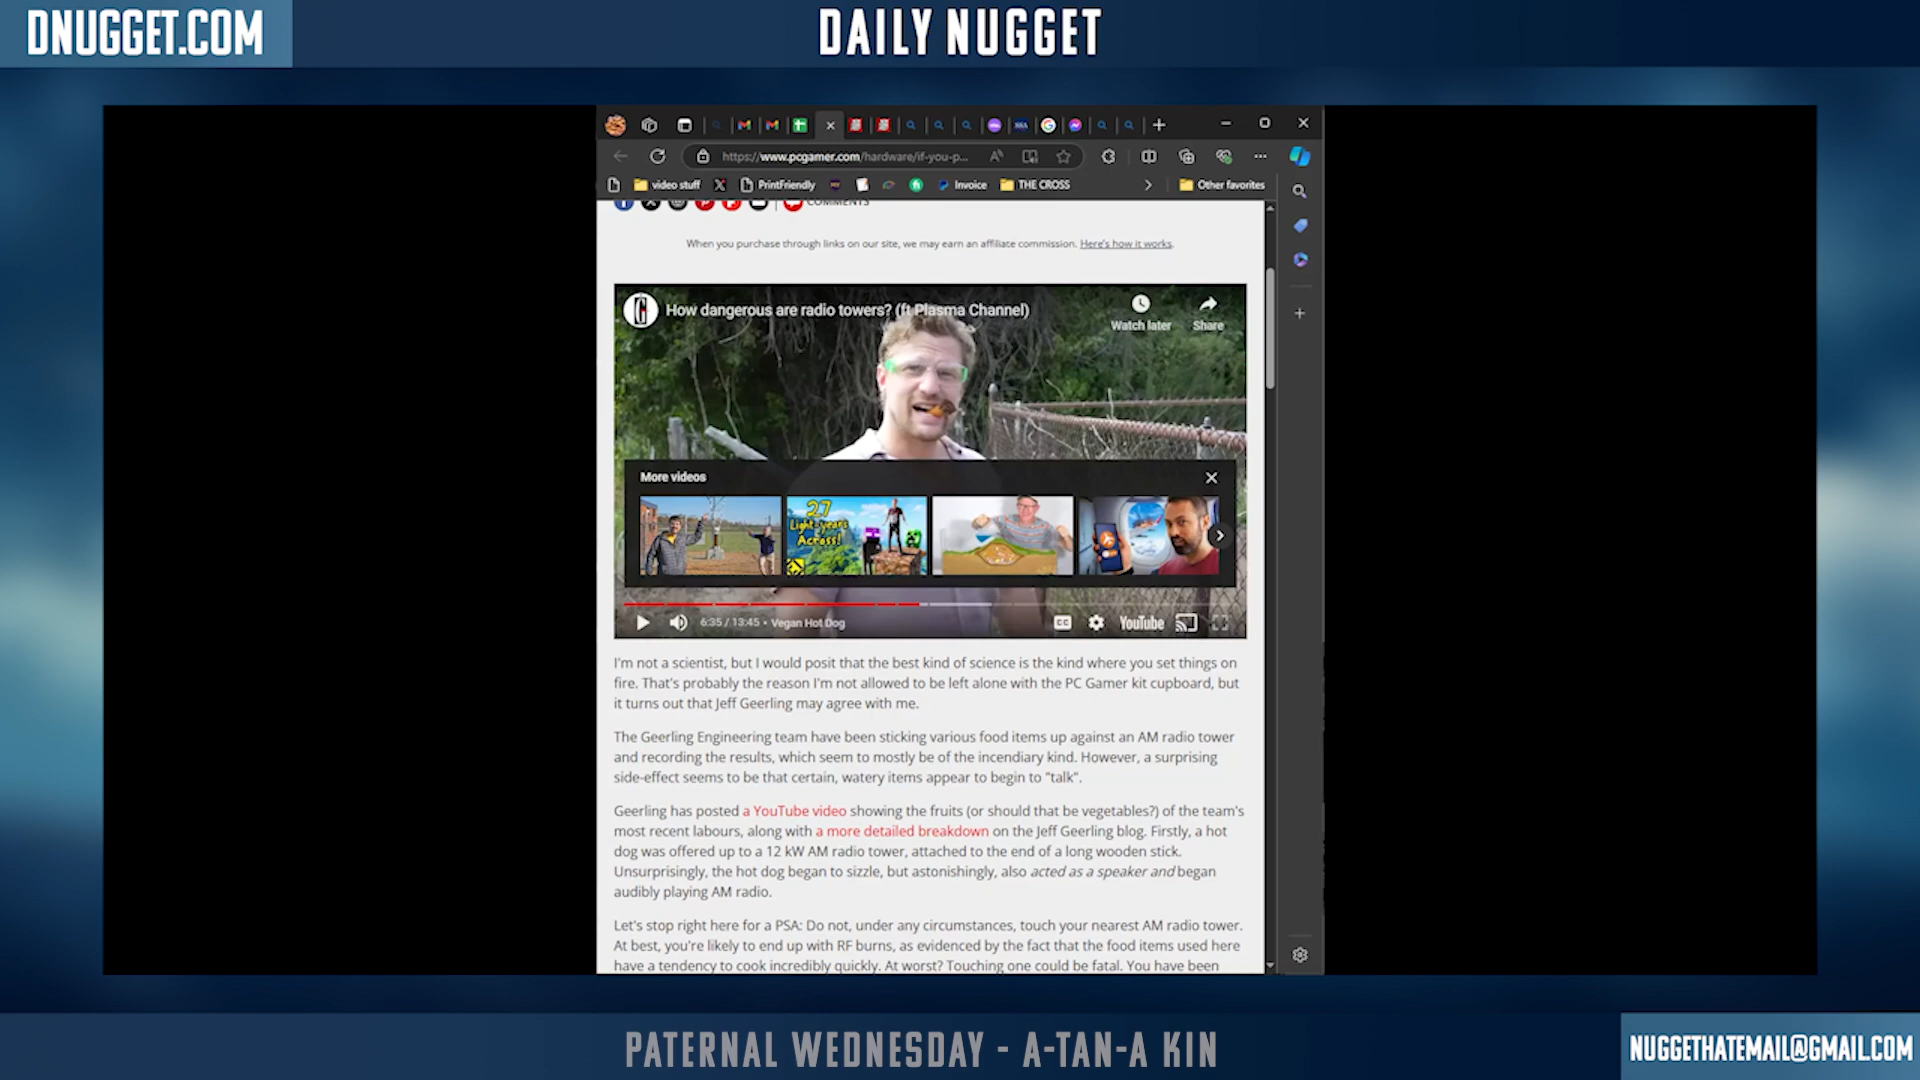 DNUGGET.COM
DAILY NUGGET
https://www.pcgamer.com/hardware/if-you-p...
video stuff
PrintFriendly
Invoice
THE CROSS
Other favorites
COMMENTS
When you purchase through links on our site, we may earn an affiliate commission. Here's how it works.
How dangerous are radio towers? (ft Plasma Channel)
Watch later
Share
More videos
27
Light-years
Across!
6:35 / 13:45 • Vegan Hot Dog
CC
YouTube
I'm not a scientist, but I would posit that the best kind of science is the kind where you set things on
fire. That's probably the reason I'm not allowed to be left alone with the PC Gamer kit cupboard, but
it turns out that Jeff Geerling may agree with me.
The Geerling Engineering team have been sticking various food items up against an AM radio tower
and recording the results, which seem to mostly be of the incendiary kind. However, a surprising
side-effect seems to be that certain, watery items appear to begin to "talk".
Geerling has posted a YouTube video showing the fruits (or should that be vegetables?) of the team's
most recent labours, along with a more detailed breakdown on the Jeff Geerling blog. Firstly, a hot
dog was offered up to a 12 kW AM radio tower, attached to the end of a long wooden stick.
Unsurprisingly, the hot dog began to sizzle, but astonishingly, also acted as a speaker and began
audibly playing AM radio.
Let's stop right here for a PSA: Do not, under any circumstances, touch your nearest AM radio tower.
At best, you're likely to end up with RF burns, as evidenced by the fact that the food items used here
have a tendency to cook incredibly quickly. At worst? Touching one could be fatal. You have been
PATERNAL WEDNESDAY - A-TAN-A KIN
NUGGETHATEMAIL@GMAIL.COM